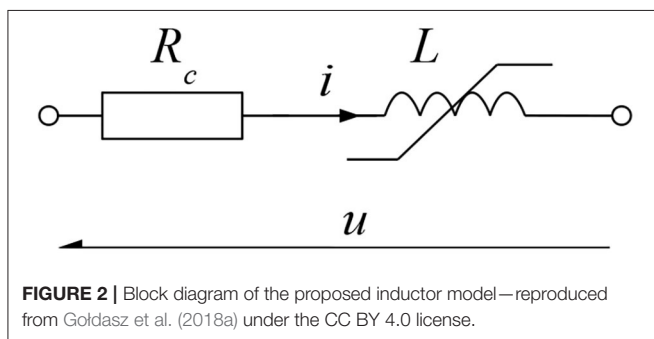 R_c
i
L
u
FIGURE 2 | Block diagram of the proposed inductor model—reproduced
from Gołdasz et al. (2018a) under the CC BY 4.0 license.